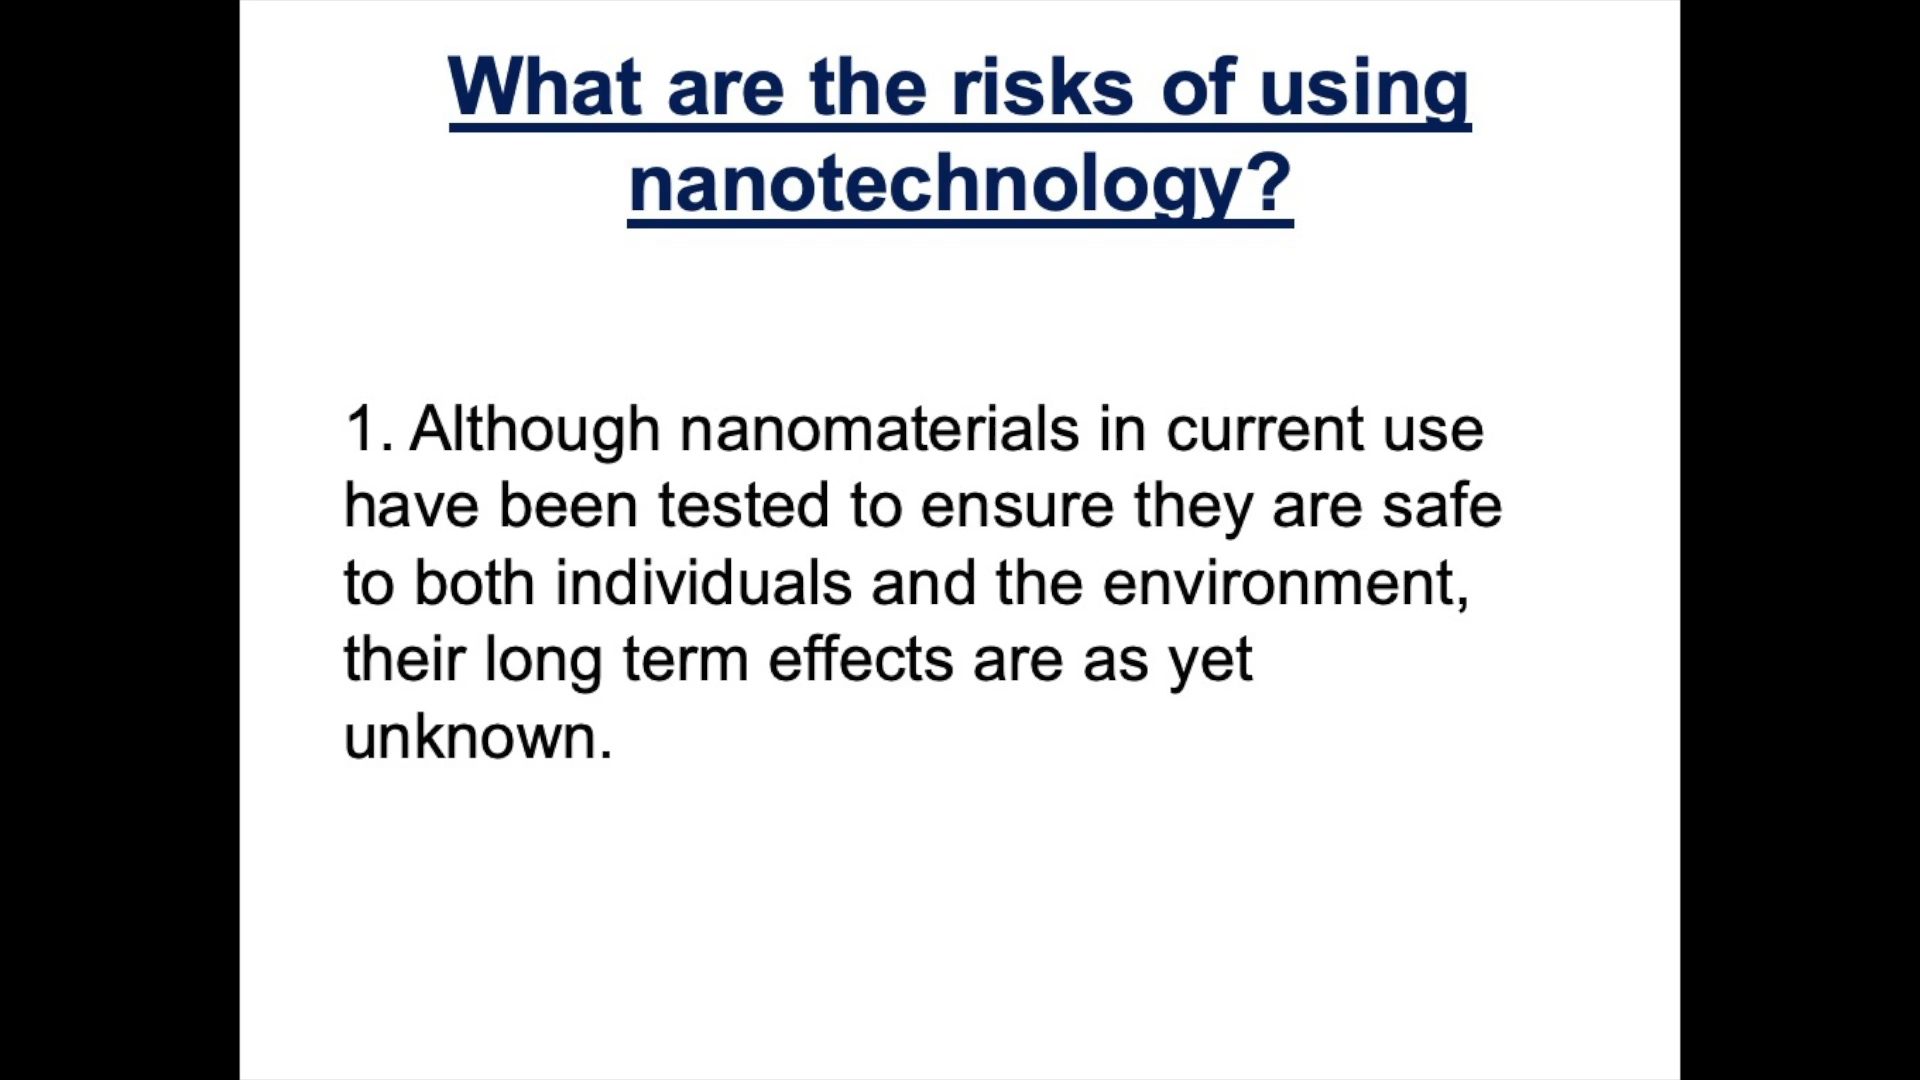 What are the risks of using
nanotechnology?
1. Although nanomaterials in current use
have been tested to ensure they are safe
to both individuals and the environment,
their long term effects are as yet
unknown.